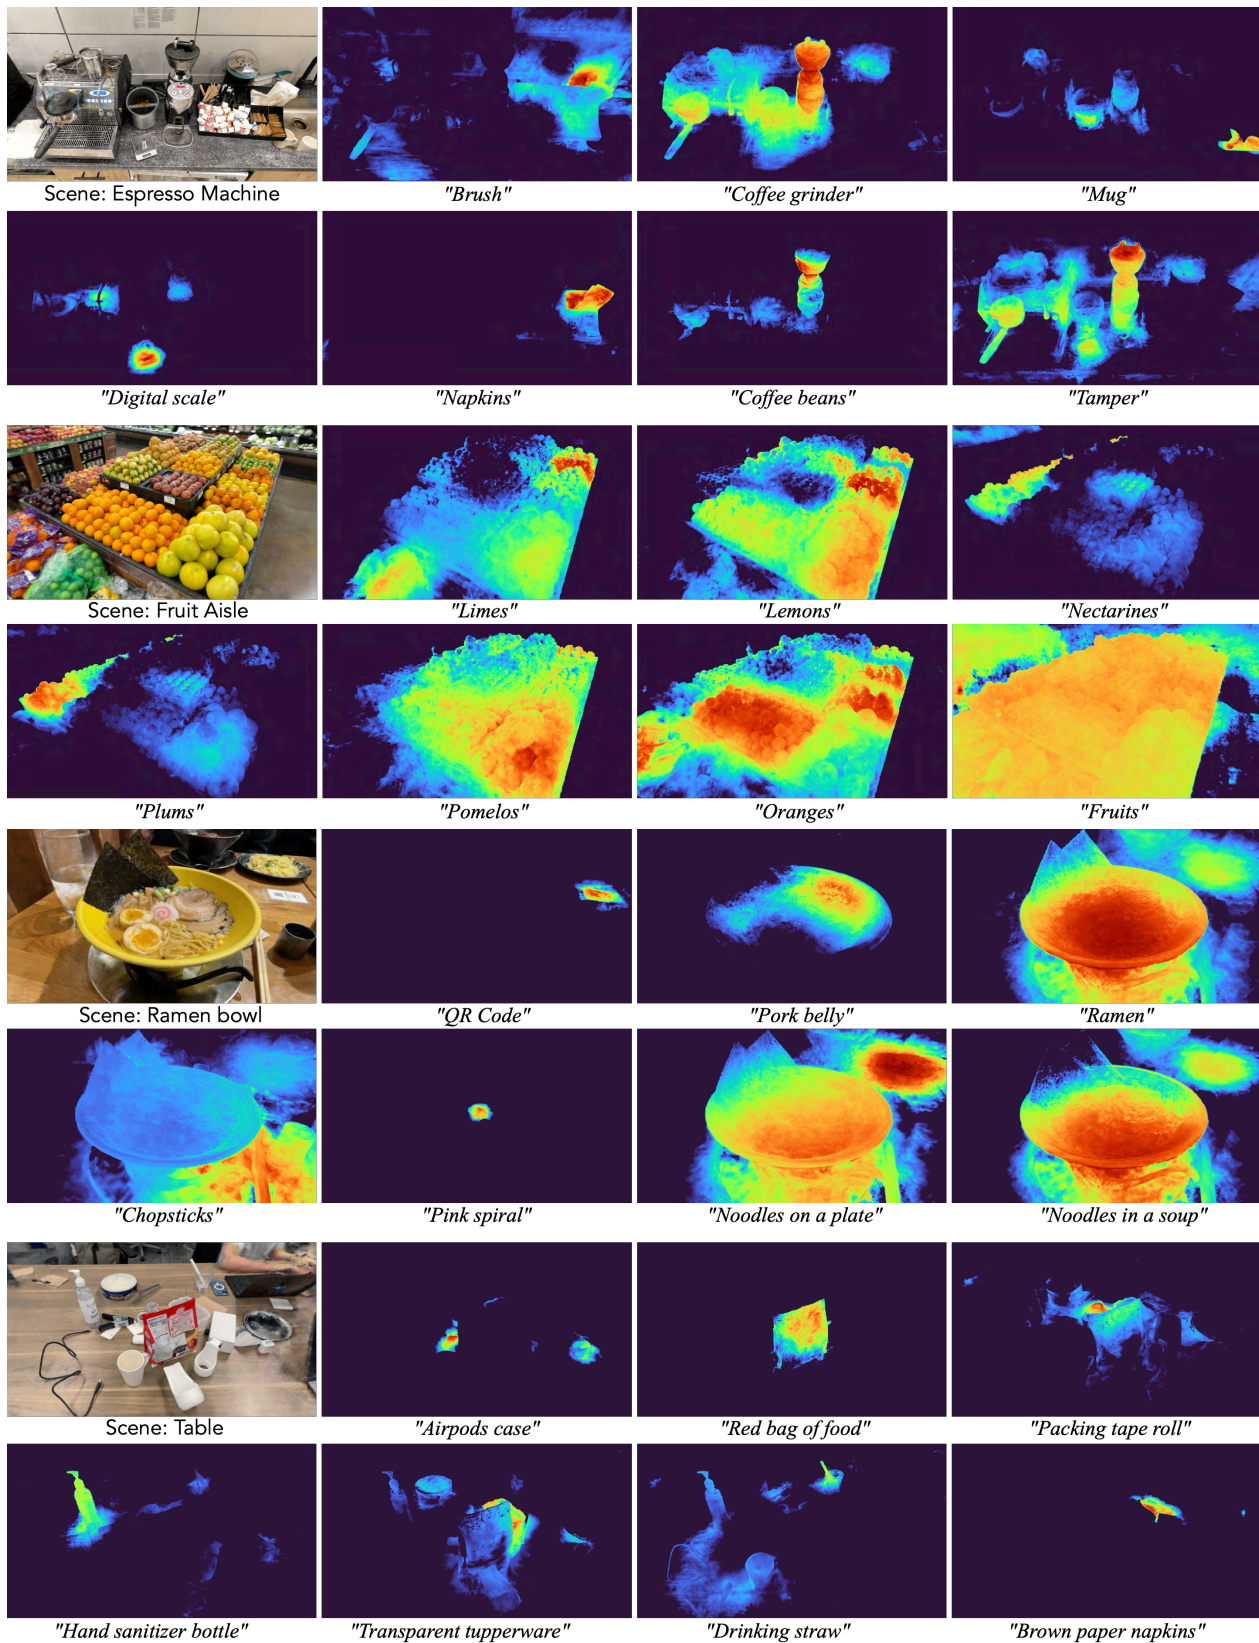 Scene: Espresso Machine "Brush" "Coffee grinder" "Mug"
"Digital scale" "Napkins" "Coffee beans" "Tamper"
Scene: Fruit Aisle "Limes" "Lemons" "Nectarines"
"Plums" "Pomelos" "Oranges" "Fruits"
Scene: Ramen bowl "QR Code" "Pork belly" "Ramen"
"Chopsticks" "Pink spiral" "Noodles on a plate" "Noodles in a soup"
Scene: Table "Airpods case" "Red bag of food" "Packing tape roll"
"Hand sanitizer bottle" "Transparent tupperware" "Drinking straw" "Brown paper napkins"